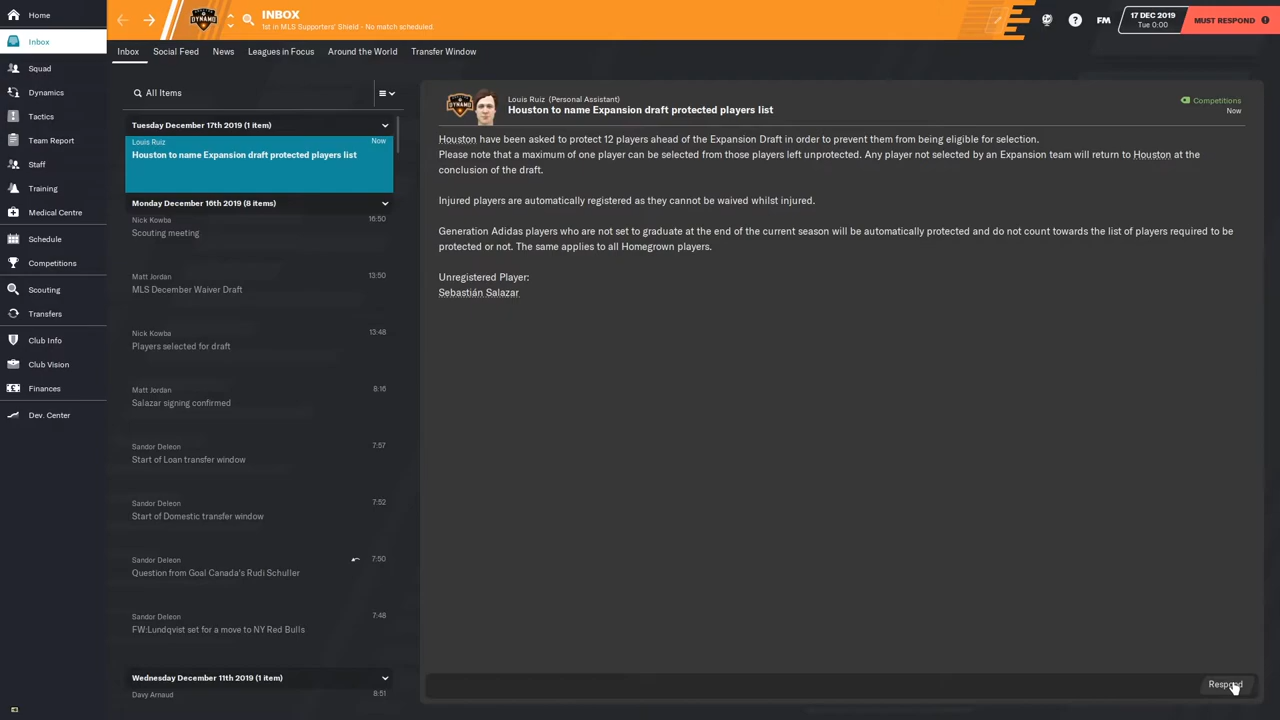 Home
Inbox
Squad
Dynamics
Tactics
Team Report
Staff
Training
Medical Centre
Schedule
Competitions
Scouting
Transfers
Club Info
Club Vision
Finances
Dev. Center
DYNAMO
INBOX
1st in MLS Supporters' Shield - No match scheduled.
FM
17 DEC 2019
Tue 0:00
MUST RESPOND
Inbox Social Feed News Leagues in Focus Around the World Transfer Window
All Items
Tuesday December 17th 2019 (1 item)
Louis Ruiz Now
Houston to name Expansion draft protected players list
Monday December 16th 2019 (8 items)
Nick Kowba 16:50
Scouting meeting
Matt Jordan 13:50
MLS December Waiver Draft
Nick Kowba 13:48
Players selected for draft
Matt Jordan 8:16
Salazar signing confirmed
Sandor Deleon 7:57
Start of Loan transfer window
Sandor Deleon 7:52
Start of Domestic transfer window
Sandor Deleon 7:50
Question from Goal Canada's Rudi Schuller
Sandor Deleon 7:48
FW:Lundqvist set for a move to NY Red Bulls
Wednesday December 11th 2019 (1 item)
Davy Arnaud 8:51
DYNAMO
Louis Ruiz (Personal Assistant)
Houston to name Expansion draft protected players list
Competitions
Now
Houston have been asked to protect 12 players ahead of the Expansion Draft in order to prevent them from being eligible for selection.
Please note that a maximum of one player can be selected from those players left unprotected. Any player not selected by an Expansion team will return to Houston at the
conclusion of the draft.
Injured players are automatically registered as they cannot be waived whilst injured.
Generation Adidas players who are not set to graduate at the end of the current season will be automatically protected and do not count towards the list of players required to be
protected or not. The same applies to all Homegrown players.
Unregistered Player:
Sebastián Salazar
Respond